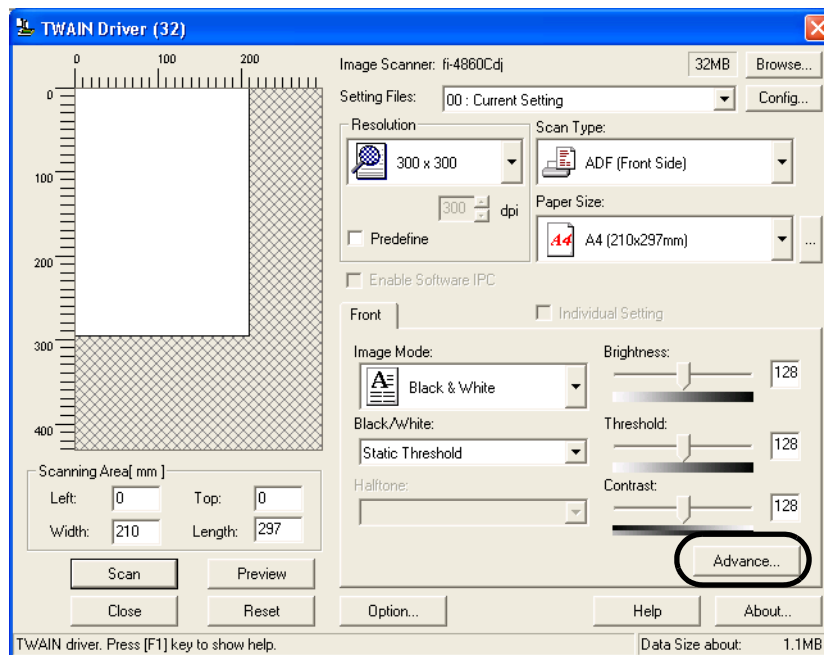 TWAIN Driver (32)
0 100 200
0
100
200
300
400
Image Scanner: fi-4860Cdj 32MB Browse...
Setting Files: 00 : Current Setting Config...
Resolution
300 x 300
300 dpi
Predefine
Scan Type:
ADF (Front Side)
Paper Size:
A4 A4 (210x297mm) ...
Enable Software IPC
Front Individual Setting
Image Mode:
A Black & White
Black/White:
Static Threshold
Halftone:
Brightness:
128
Threshold:
128
Contrast:
128
Advance...
Scanning Area[ mm ]
Left: 0 Top: 0
Width: 210 Length: 297
Scan Preview
Close Reset Option... Help About...
TWAIN driver. Press [F1] key to show help. Data Size about: 1.1MB